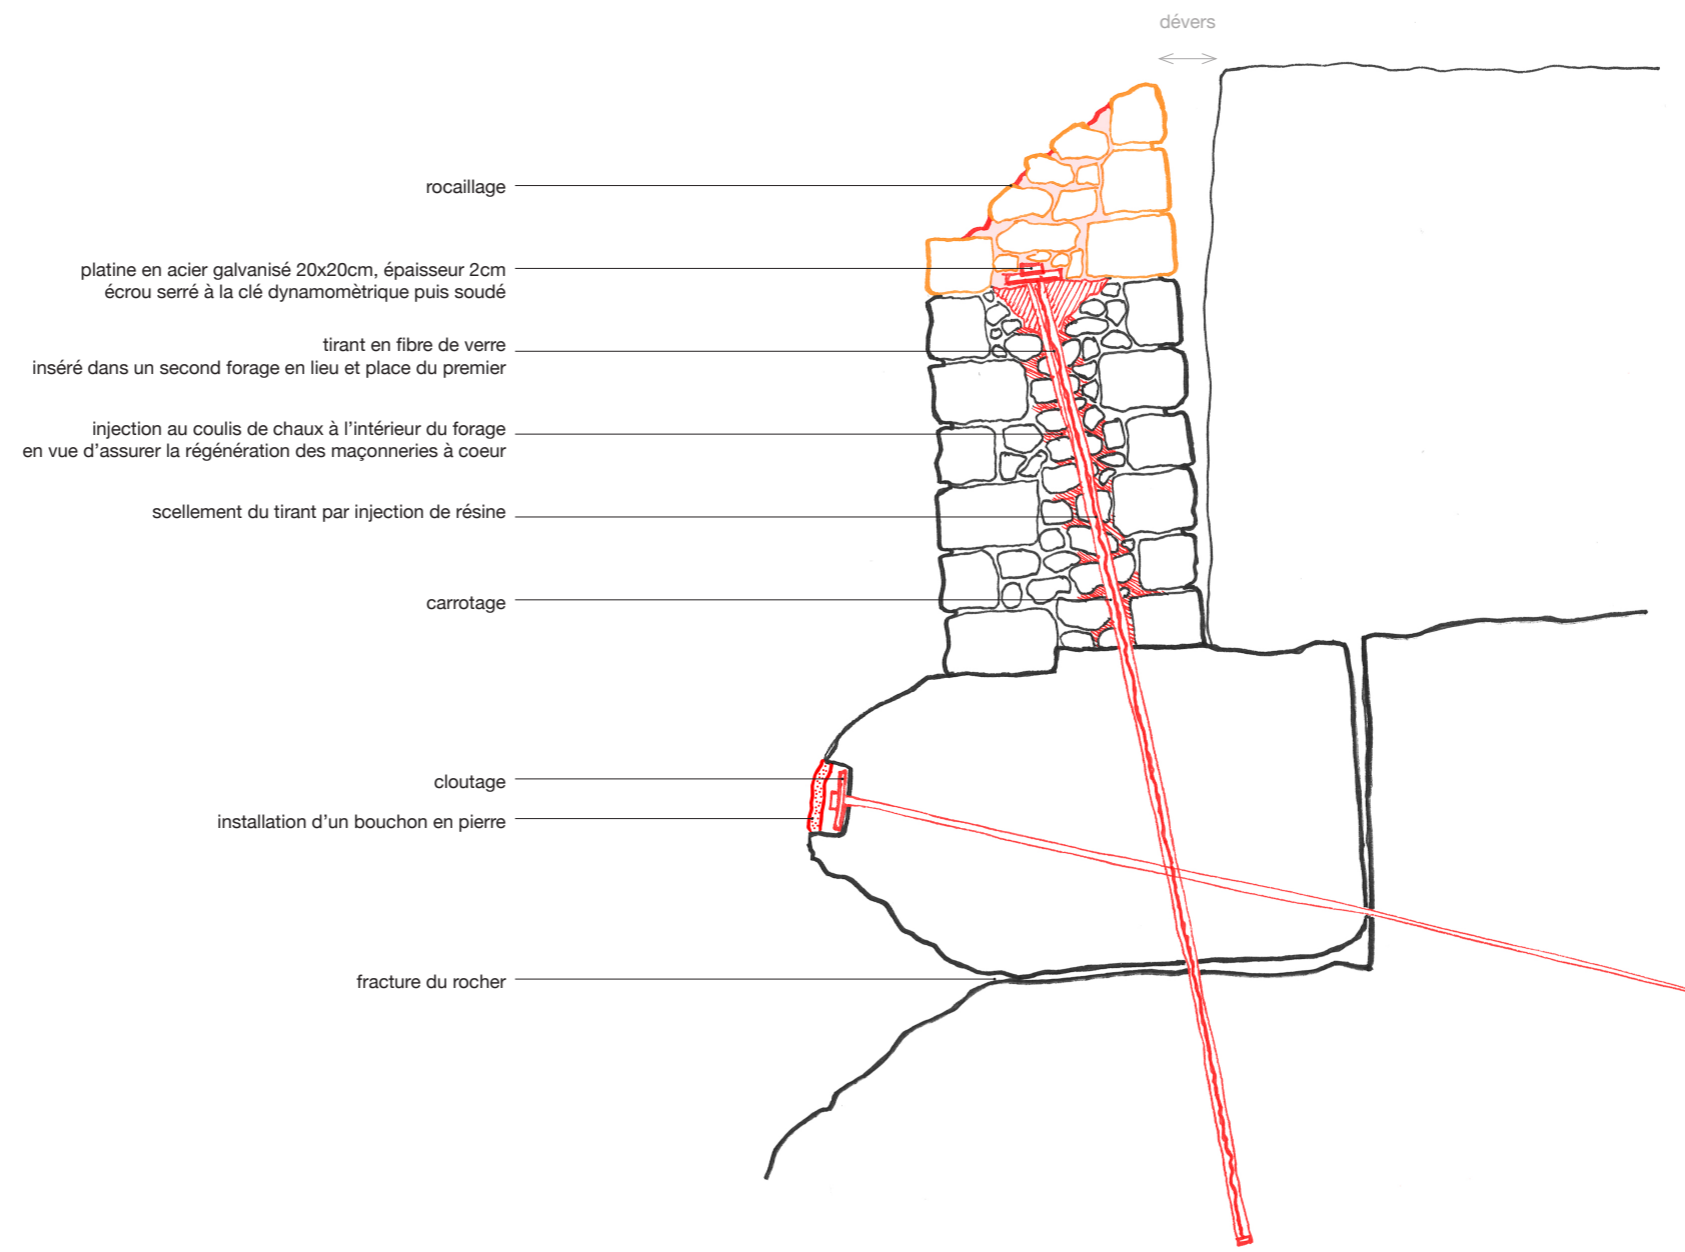 dévers
rocaillage
platine en acier galvanisé 20x20cm, épaisseur 2cm
écrou serré à la clé dynamomètrique puis soudé
tirant en fibre de verre
inséré dans un second forage en lieu et place du premier
injection au coulis de chaux à l'intérieur du forage
en vue d'assurer la régénération des maçonneries à coeur
scellement du tirant par injection de résine
carrotage
cloutage
installation d'un bouchon en pierre
fracture du rocher